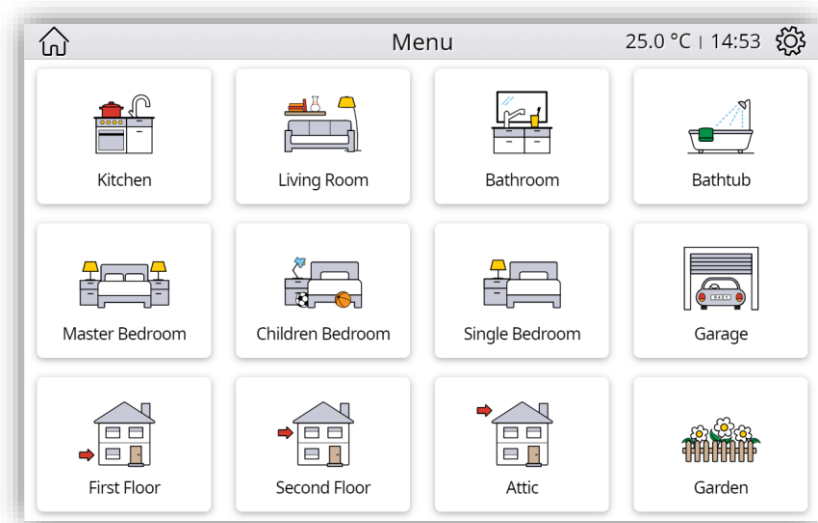 Menu
25.0 °C | 14:53
Kitchen
Living Room
Bathroom
Bathtub
Master Bedroom
Children Bedroom
Single Bedroom
Garage
First Floor
Second Floor
Attic
Garden